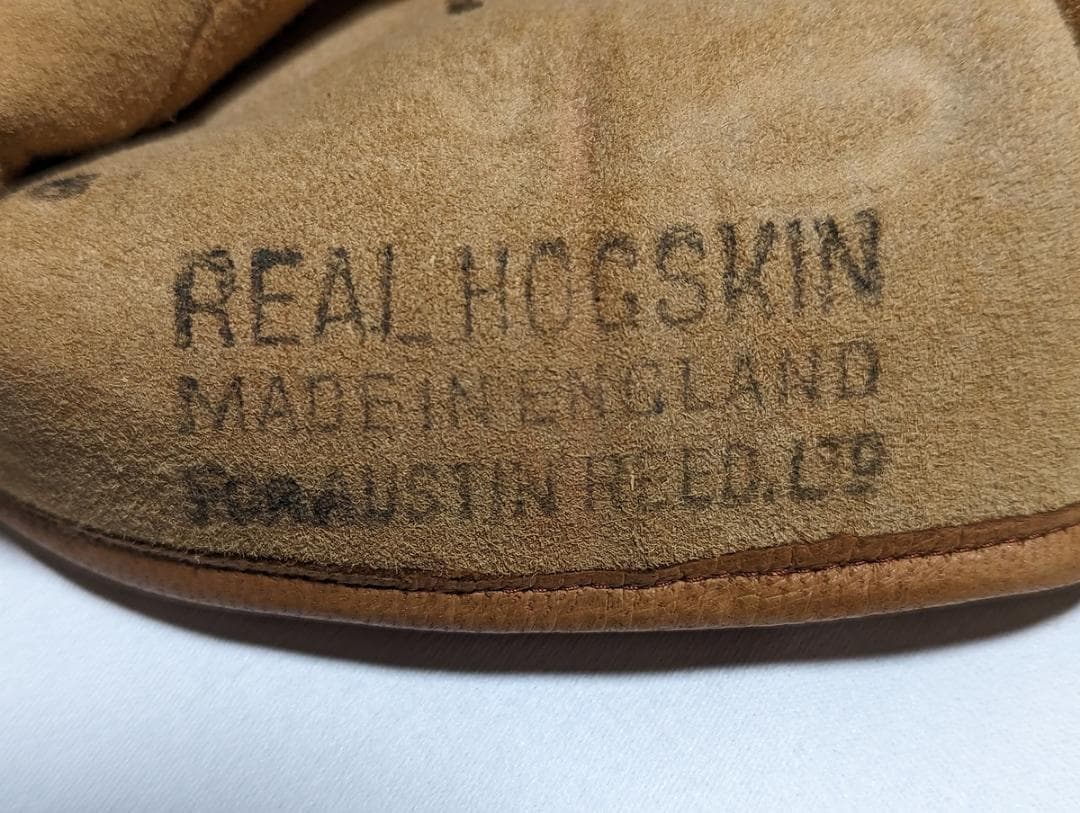 REAL HOGSKIN
MADE IN ENGLAND
FOR AUSTIN REED. LTD